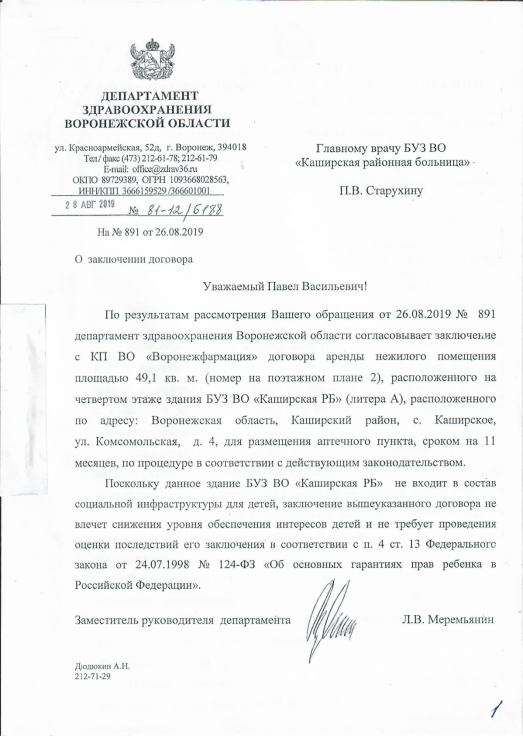 ДЕПАРТАМЕНТ
ЗДРАВООХРАНЕНИЯ
ВОРОНЕЖСКОЙ ОБЛАСТИ
ул. Красноармейская, 52д, г. Воронеж, 394018
Тел./ факс (473) 212-61-78; 212-61-79
E-mail: office@zdrav36.ru
ОКПО 89729389, ОГРН 1093668028563,
ИНН/КПП 3666159529 /366601001
28 АВГ 2019 № 81-12/6188
На № 891 от 26.08.2019
Главному врачу БУЗ ВО
«Каширская районная больница»
П.В. Старухину
О заключении договора
Уважаемый Павел Васильевич!
По результатам рассмотрения Вашего обращения от 26.08.2019 № 891
департамент здравоохранения Воронежской области согласовывает заключение
с КП ВО «Воронежфармация» договора аренды нежилого помещения
площадью 49,1 кв. м. (номер на поэтажном плане 2), расположенного на
четвертом этаже здания БУЗ ВО «Каширская РБ» (литера А), расположенного
по адресу: Воронежская область, Каширский район, с. Каширское,
ул. Комсомольская, д. 4, для размещения аптечного пункта, сроком на 11
месяцев, по процедуре в соответствии с действующим законодательством.
Поскольку данное здание БУЗ ВО «Каширская РБ» не входит в состав
социальной инфраструктуры для детей, заключение вышеуказанного договора не
влечет снижения уровня обеспечения интересов детей и не требует проведения
оценки последствий его заключения в соответствии с п. 4 ст. 13 Федерального
закона от 24.07.1998 № 124-ФЗ «Об основных гарантиях прав ребенка в
Российской Федерации».
Заместитель руководителя департамента Л.В. Меремьянин
Дюдюкин А.Н.
212-71-29
1